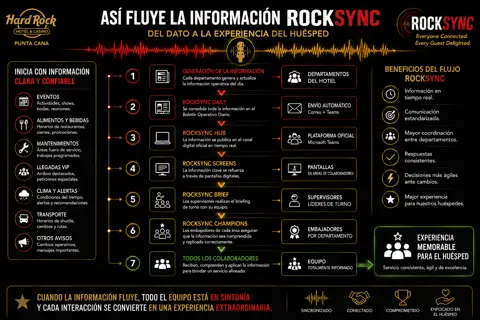 Hard Rock
HOTEL & CASINO
PUNTA CANA
ASÍ FLUYE LA INFORMACIÓN ROCKSYNC
DEL DATO A LA EXPERIENCIA DEL HUÉSPED
ROCKSYNC
Everyone Connected.
Every Guest Delighted.
INICIA CON INFORMACIÓN
CLARA Y CONFIABLE
EVENTOS
Actividades, shows,
bodas, reuniones.
ALIMENTOS Y BEBIDAS
Horarios de restaurantes,
cierres, promociones.
MANTENIMIENTOS
Áreas fuera de servicio,
trabajos programados.
LLEGADAS VIP
Arribos destacados,
peticiones especiales.
CLIMA Y ALERTAS
Condiciones del tiempo,
alertas y recomendaciones.
TRANSPORTE
Horarios de shuttle,
cambios y rutas.
OTROS AVISOS
Cambios operativos,
mensajes importantes.
1
GENERACIÓN DE LA INFORMACIÓN
Cada departamento genera y actualiza
la información operativa del día.
DEPARTAMENTOS
DEL HOTEL
2
ROCKSYNC DAILY
Se consolida toda la información en el
Boletín Operativo Diario.
ENVÍO AUTOMÁTICO
Correo + Teams
3
ROCKSYNC HUB
La información se publica en el canal
digital oficial en tiempo real.
PLATAFORMA OFICIAL
Microsoft Teams
4
ROCKSYNC SCREENS
La información clave se refuerza
a través de pantallas digitales.
PANTALLAS
EN ÁREAS DE COLABORADORES
5
ROCKSYNC BRIEF
Los supervisores realizan el briefing
de turno con su equipo.
SUPERVISORES
LÍDERES DE TURNO
6
ROCKSYNC CHAMPIONS
Los embajadores de cada área aseguran
que la información sea comprendida
y replicada correctamente.
EMBAJADORES
POR DEPARTAMENTO
7
TODOS LOS COLABORADORES
Reciben, comprenden y aplican la información
para brindar un servicio alineado.
EQUIPO
TOTALMENTE INFORMADO
BENEFICIOS DEL FLUJO
ROCKSYNC
Información en
tiempo real.
Comunicación
estandarizada.
Mayor coordinación
entre departamentos.
Respuestas
consistentes.
Decisiones más ágiles
ante cambios.
Mejor experiencia
para nuestros huéspedes.
EXPERIENCIA
MEMORABLE
PARA EL HUÉSPED
Servicio consistente, ágil y de excelencia.
CUANDO LA INFORMACIÓN FLUYE, TODO EL EQUIPO ESTÁ EN SINTONÍA
Y CADA INTERACCIÓN SE CONVIERTE EN UNA EXPERIENCIA EXTRAORDINARIA.
SINCRONIZADO
CONECTADO
COMPROMETIDO
ENFOCADO EN
EL HUÉSPED